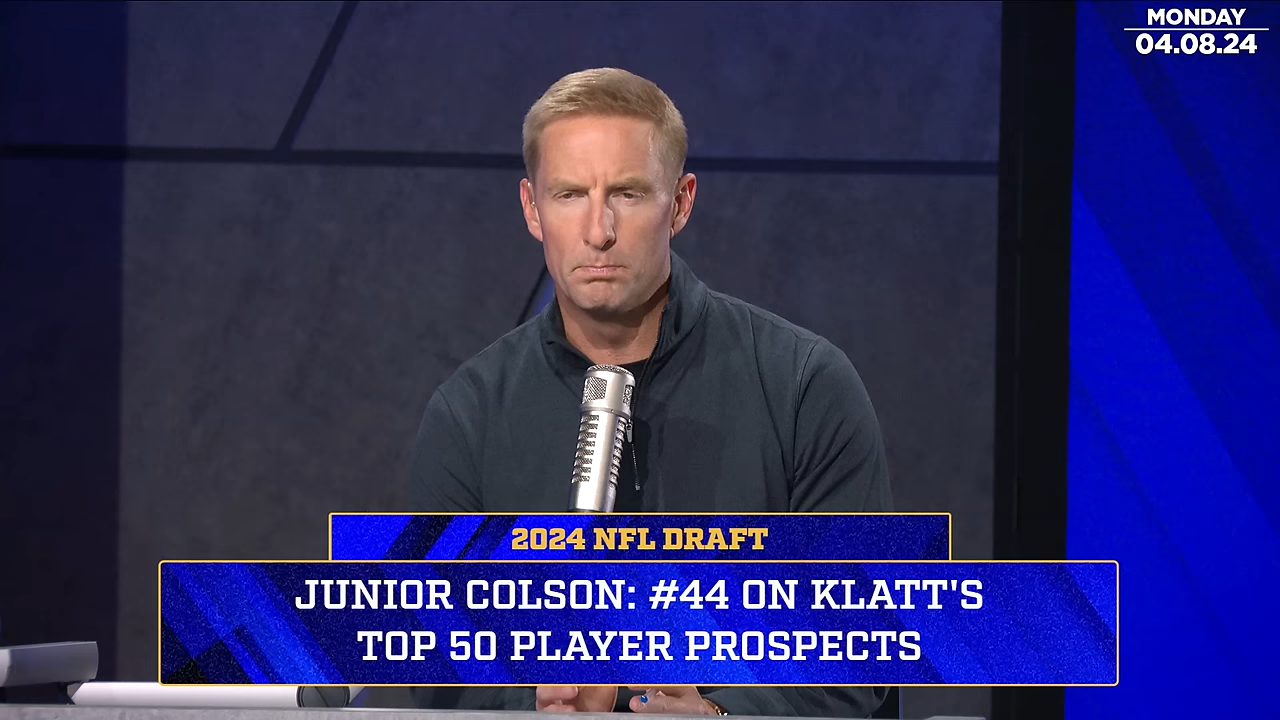 MONDAY
04.08.24
2024 NFL DRAFT
JUNIOR COLSON: #44 ON KLATT'S
TOP 50 PLAYER PROSPECTS